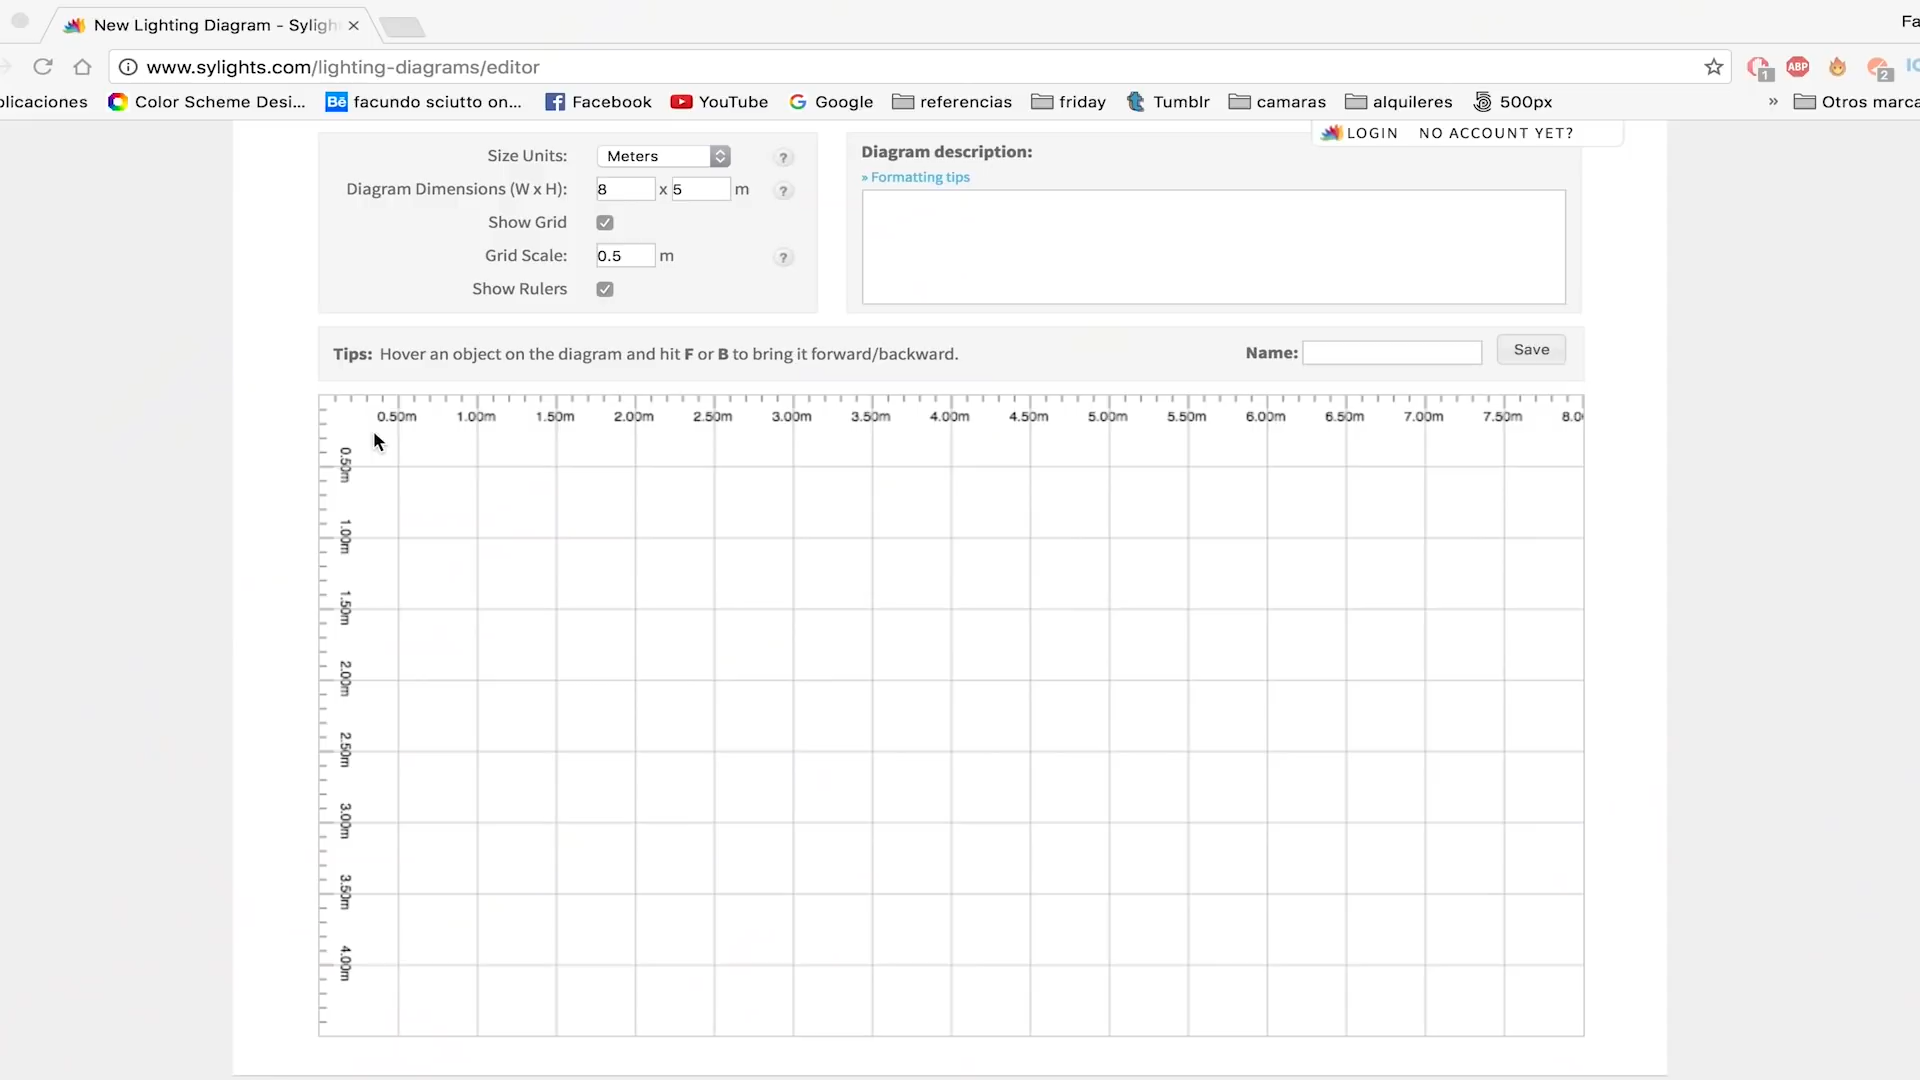 New Lighting Diagram - Syligh
Fa
www.sylights.com/lighting-diagrams/editor
plicaciones Color Scheme Desi... Bē facundo sciutto on... Facebook YouTube Google referencias friday Tumblr camaras alquileres 500px » Otros marca
LOGIN NO ACCOUNT YET?
Size Units: Meters ?
Diagram Dimensions (W x H): 8 x 5 m ?
Show Grid
Grid Scale: 0.5 m ?
Show Rulers
Diagram description:
» Formatting tips
Tips: Hover an object on the diagram and hit F or B to bring it forward/backward.
Name: Save
0.50m 1.00m 1.50m 2.00m 2.50m 3.00m 3.50m 4.00m 4.50m 5.00m 5.50m 6.00m 6.50m 7.00m 7.50m 8.0
0.50m
1.00m
1.50m
2.00m
2.50m
3.00m
3.50m
4.00m